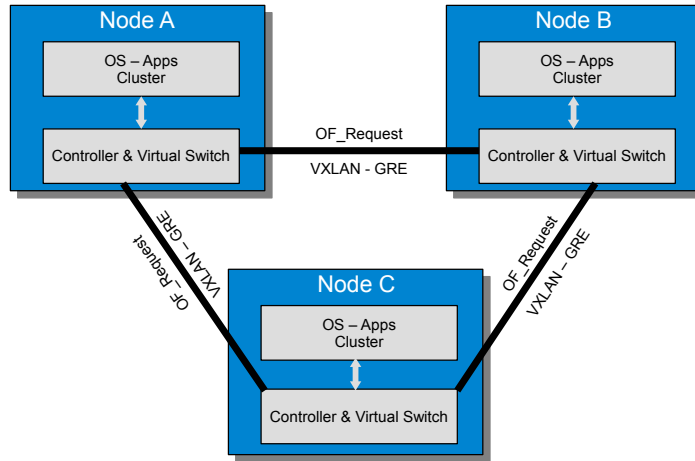 Node A
OS – Apps
Cluster
Controller & Virtual Switch
Node B
OS – Apps
Cluster
Controller & Virtual Switch
OF_Request
VXLAN - GRE
VXLAN – GRE
OF_Request
OF_Request
VXLAN – GRE
Node C
OS – Apps
Cluster
Controller & Virtual Switch